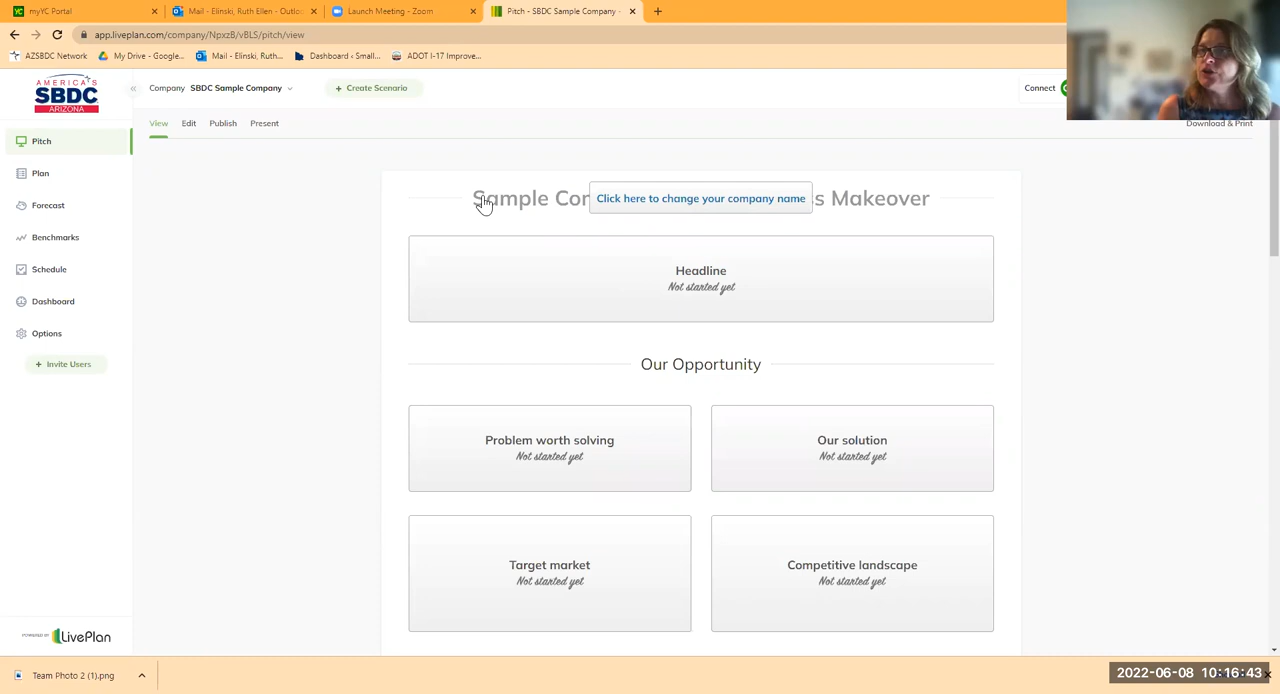 myYC Portal
Mail - Elinski, Ruth Ellen - Outloo
Launch Meeting - Zoom
Pitch - SBDC Sample Company -
app.liveplan.com/company/NpxzB/vBLS/pitch/view
AZSBDC Network
My Drive - Google...
Mail - Elinski, Ruth...
Dashboard < Small...
ADOT I-17 Improve...
AMERICA'S
SBDC
ARIZONA
Company SBDC Sample Company
+ Create Scenario
Connect
View
Edit
Publish
Present
Download & Print
Pitch
Plan
Forecast
Benchmarks
Schedule
Dashboard
Options
+ Invite Users
Sample Cor
Click here to change your company name
s Makeover
Headline
Not started yet
Our Opportunity
Problem worth solving
Not started yet
Our solution
Not started yet
Target market
Not started yet
Competitive landscape
Not started yet
POWERED BY LivePlan
Team Photo 2 (1).png
2022-06-08 10:16:43